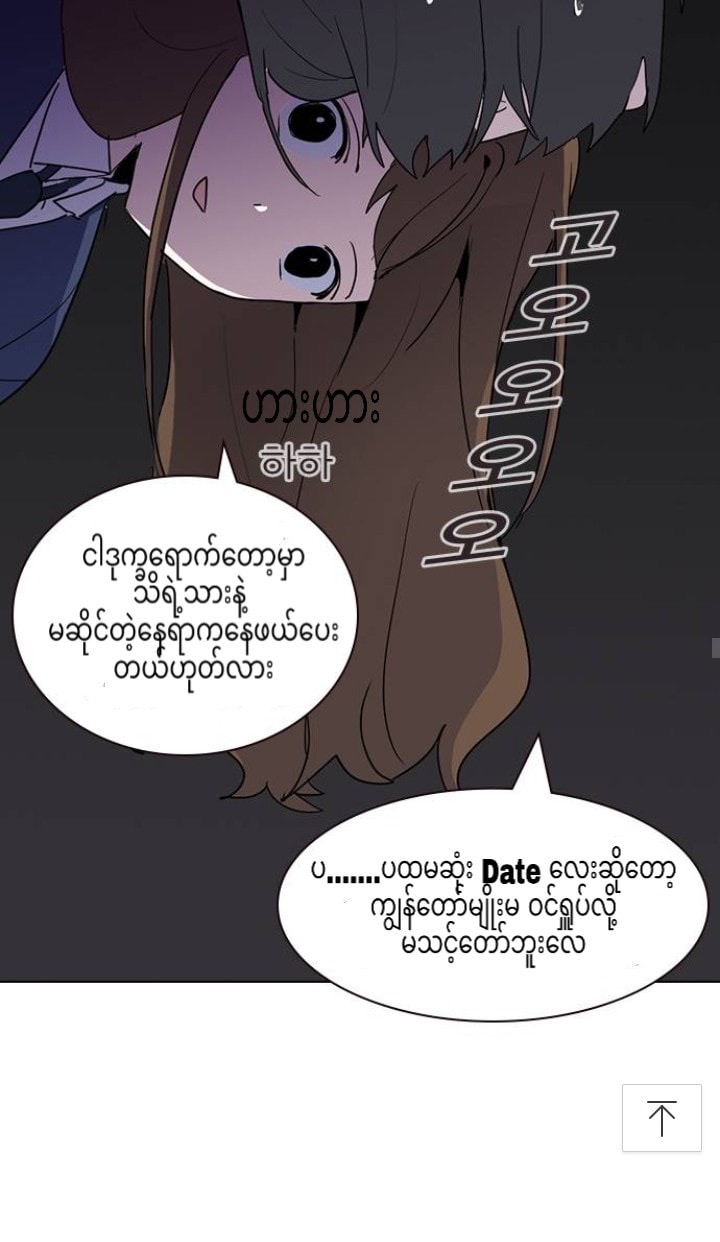 고
오
오
오
오
ဟားဟား
하하
ငါဒုက္ခရောက်တော့မှာ
သိရဲ့သားနဲ့
မဆိုင်တဲ့နေရာကနေဖယ်ပေး
တယ်ဟုတ်လား
ပ.......ပထမဆုံး Date လေးဆိုတော့
ကျွန်တော်မျိုးမ ဝင်ရှုပ်လို့
မသင့်တော်ဘူးလေ